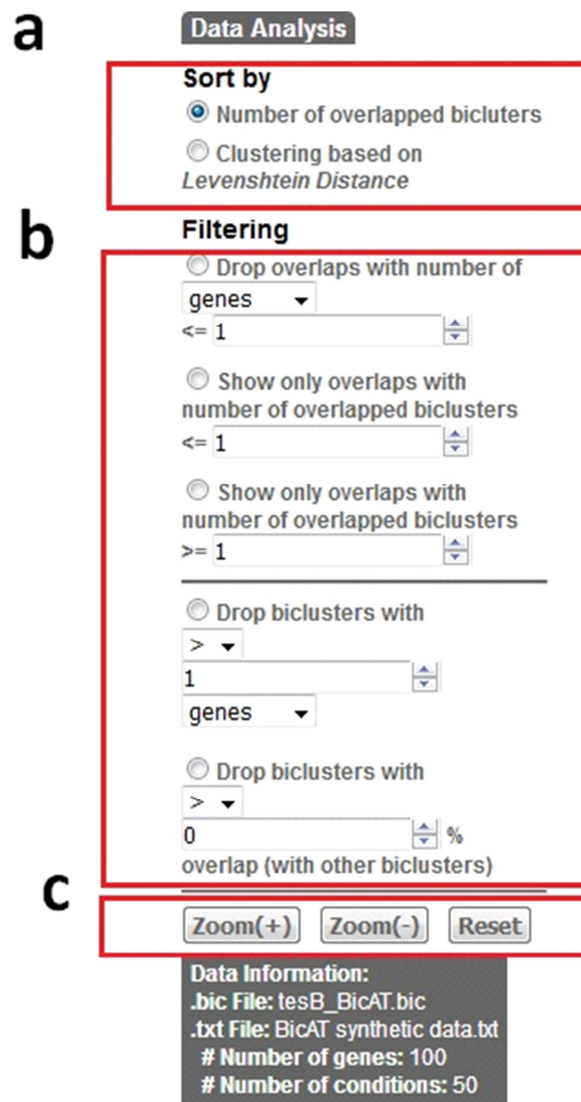 a
Data Analysis
Sort by
Number of overlapped bicluters
Clustering based on
Levenshtein Distance
b
Filtering
Drop overlaps with number of
genes
<= 1
Show only overlaps with
number of overlapped biclusters
<= 1
Show only overlaps with
number of overlapped biclusters
>= 1
Drop biclusters with
>
1
genes
Drop biclusters with
>
0 %
overlap (with other biclusters)
c
Zoom(+) Zoom(-) Reset
Data Information:
.bic File: tesB_BicAT.bic
.txt File: BicAT synthetic data.txt
# Number of genes: 100
# Number of conditions: 50